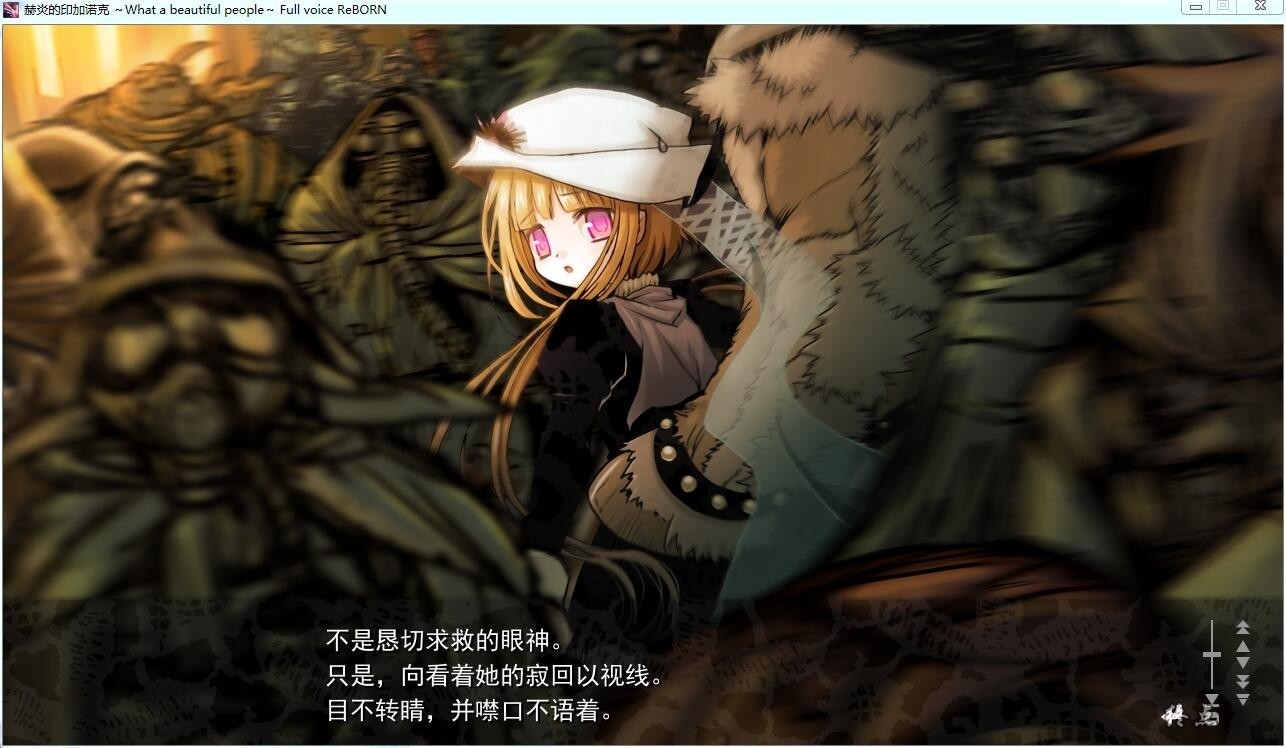 赫炎的印加诺克 ~What a beautiful people~ Full voice ReBORN
不是恳切求救的眼神。
只是，向看着她的寂回以视线。
目不转睛，并噤口不语着。